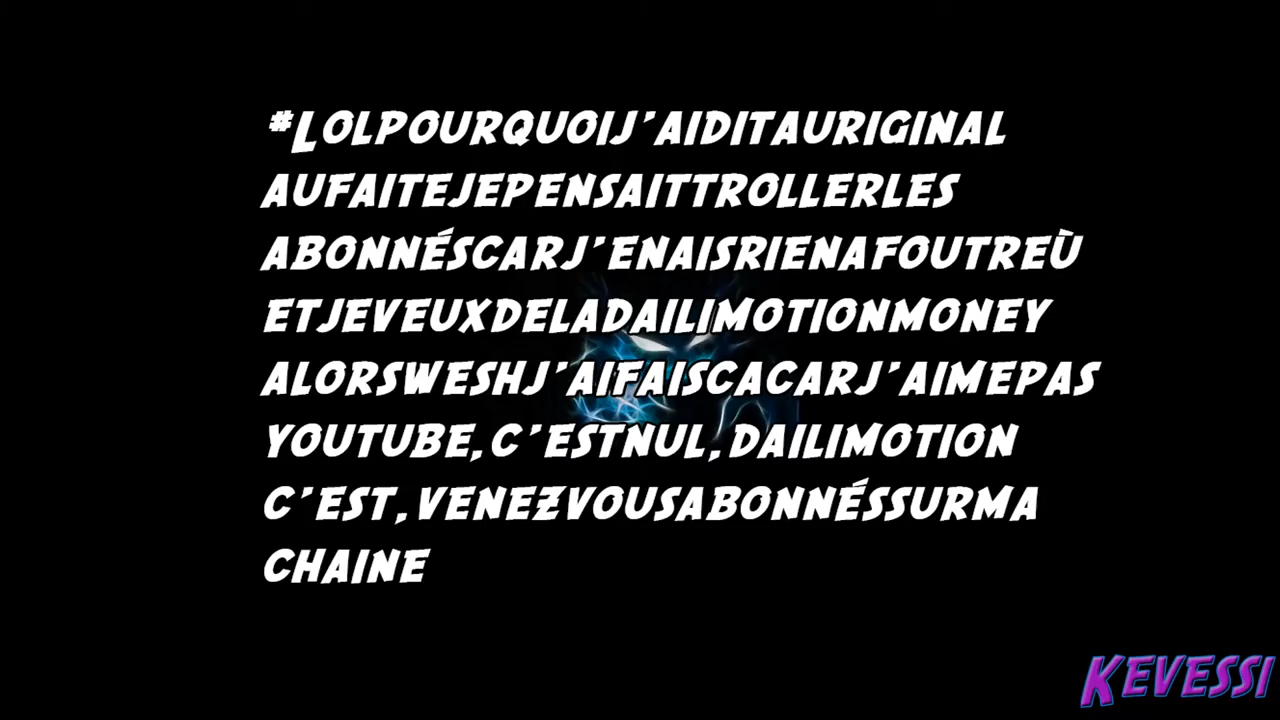 #Lolpourquoij'aiditauriginal
aufaitejepensaittrollerles
abonnéscarj'enaisrienafoutreù
etjeveuxdeladailimotionmoney
alorsweshj'aifaiscacarj'aimepas
youtube,c'estnul,dailimotion
c'est,venezvousabonnéssurma
chaine
Kevessi